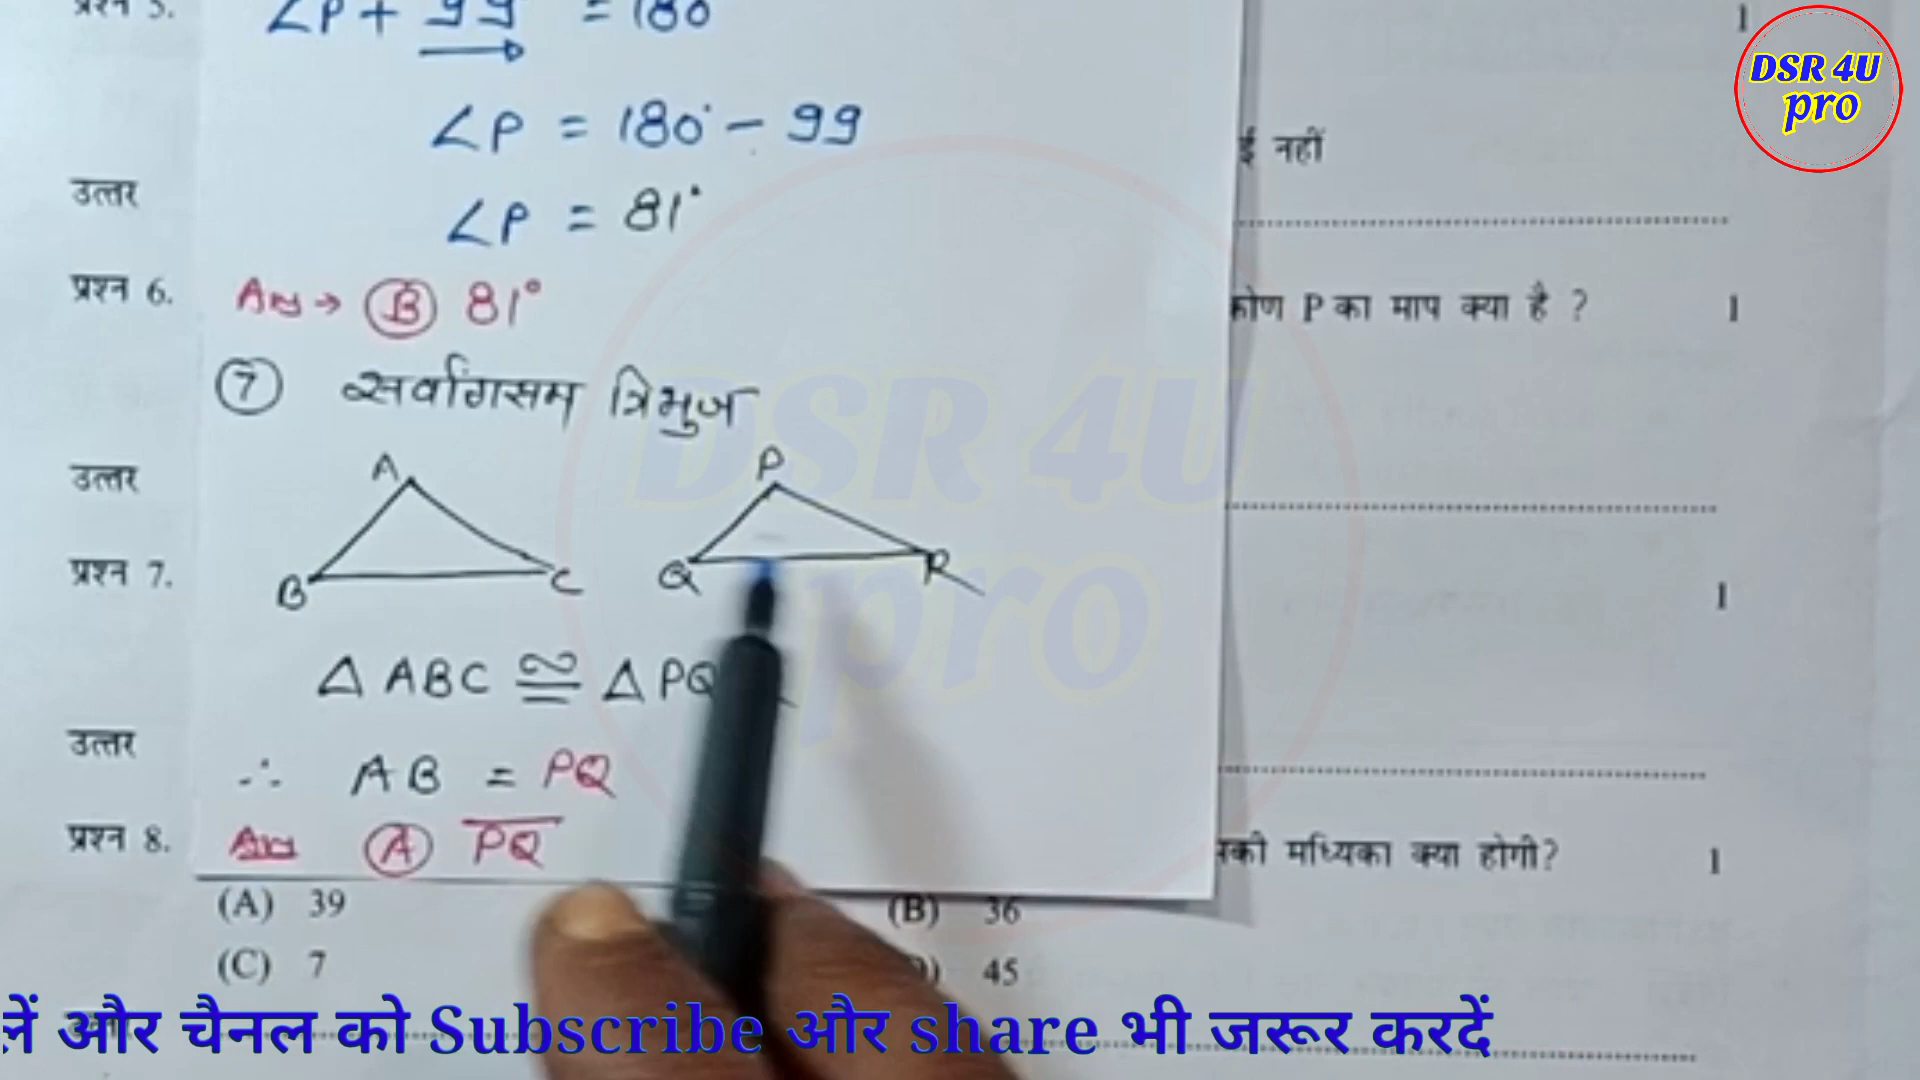 प्रश्न 5.
∠P + 99 = 180
1
DSR 4U
pro
∠P = 180° - 99
ई नहीं
उत्तर
∠P = 81°
प्रश्न 6.
Ans → (B) 81°
कोण P का माप क्या है ?
1
7 सर्वांगसम त्रिभुज
DSR 4U
pro
A
P
उत्तर
प्रश्न 7.
B
C
Q
R
1
△ ABC ≅ △ PQ
उत्तर
∴ AB = PQ
प्रश्न 8.
Ans (A) PQ
मध्यिका क्या होगी?
1
(A) 39
(B) 36
(C) 7
45
और चैनल को Subscribe और share भी जरूर करदें